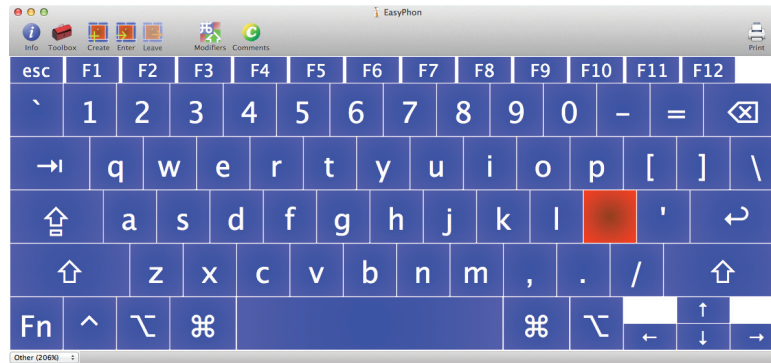 EasyPhon
Info Toolbox Create Enter Leave Modifiers Comments Print
esc F1 F2 F3 F4 F5 F6 F7 F8 F9 F10 F11 F12
` 1 2 3 4 5 6 7 8 9 0 - = ⌫
⇥ q w e r t y u i o p [ ] \
⇪ a s d f g h j k l ' ↩
⇧ z x c v b n m , . / ⇧
Fn ^ ⌥ ⌘ ⌘ ⌥ ← ↑ ↓ →
Other (206%)